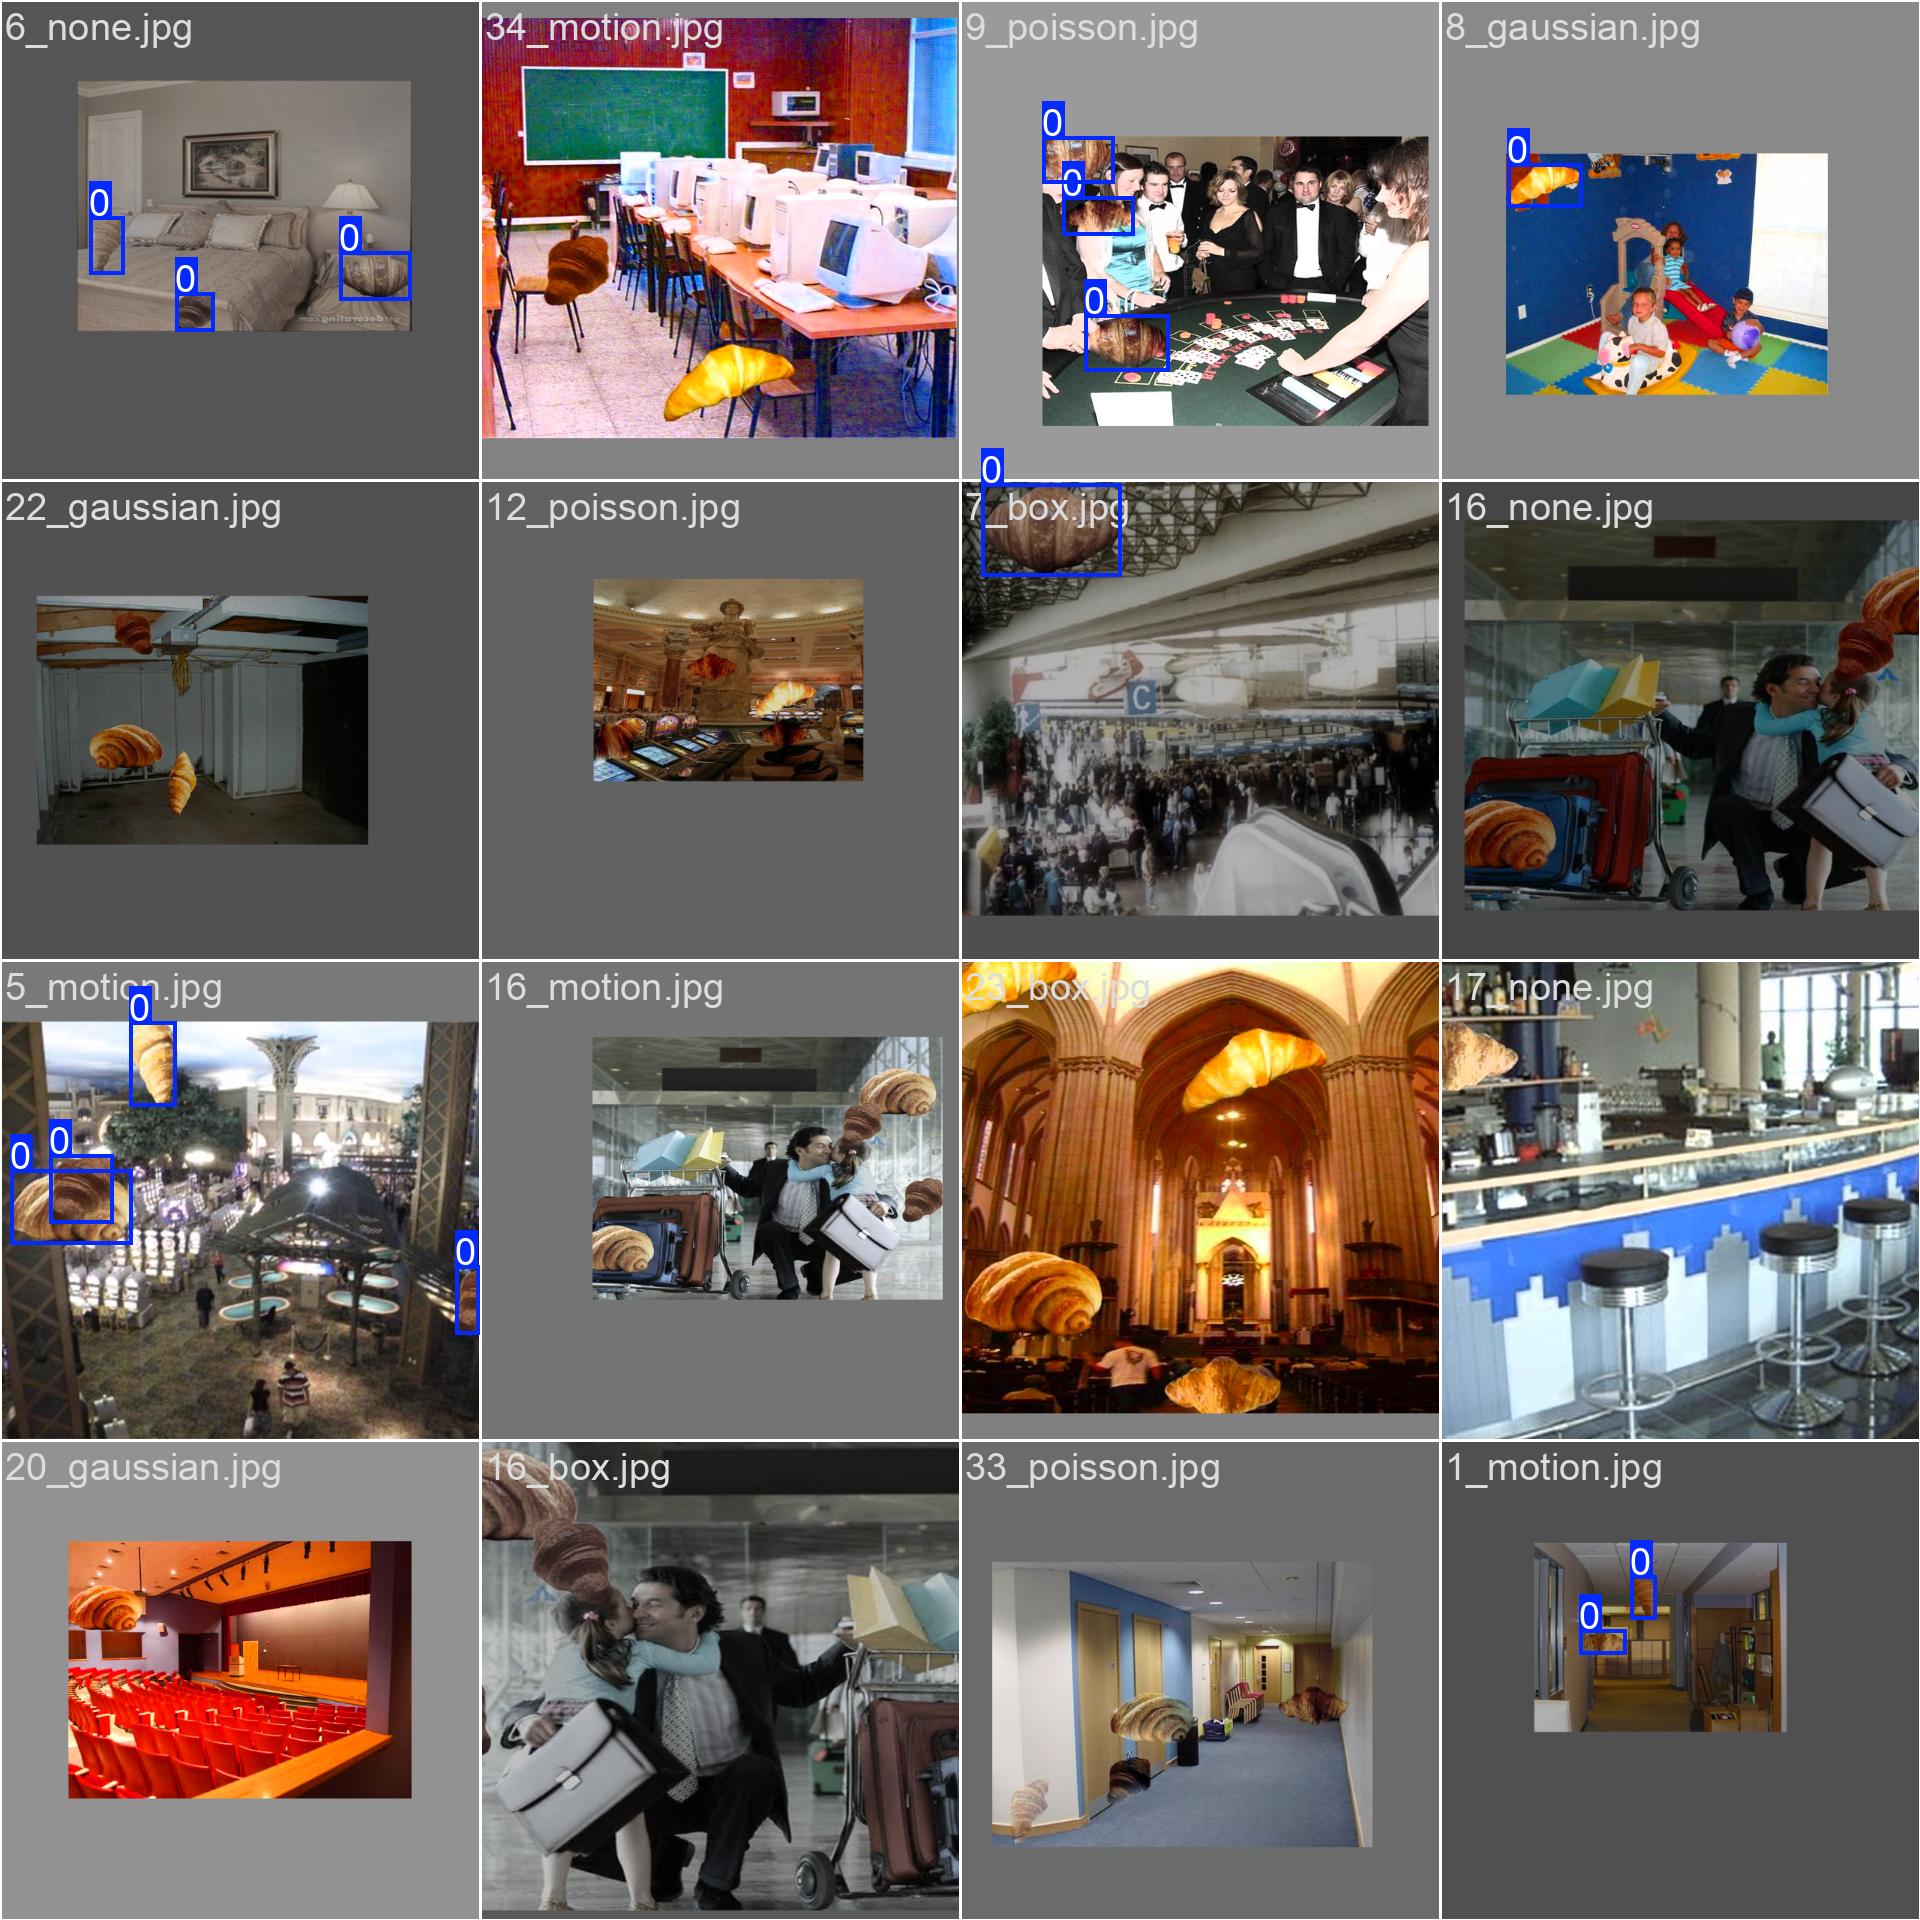 6_none.jpg
34_motion.jpg
9_poisson.jpg
8_gaussian.jpg
0
0
0
0
0
0
0
22_gaussian.jpg
12_poisson.jpg
0
7_box.jpg
16_none.jpg
C
5_motion.jpg
16_motion.jpg
23_box.jpg
17_none.jpg
0
0
0
0
20_gaussian.jpg
16_box.jpg
33_poisson.jpg
1_motion.jpg
0
0